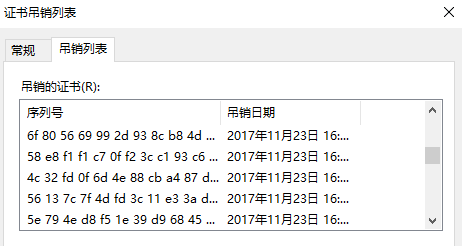 证书吊销列表
常规 吊销列表
吊销的证书(R):
序列号 吊销日期
6f 80 56 69 99 2d 93 8c b8 4d ... 2017年11月23日 16:...
58 e8 f1 f1 c7 0f f2 3c c1 93 c6 ... 2017年11月23日 16:...
4c 32 fd 0f 6d 4e 88 cb a4 87 d... 2017年11月23日 16:...
56 13 7c 7f 4d fd 3c 11 e3 3a d... 2017年11月23日 16:...
5e 79 4e d8 f5 1e 39 d9 68 45 ... 2017年11月23日 16:...